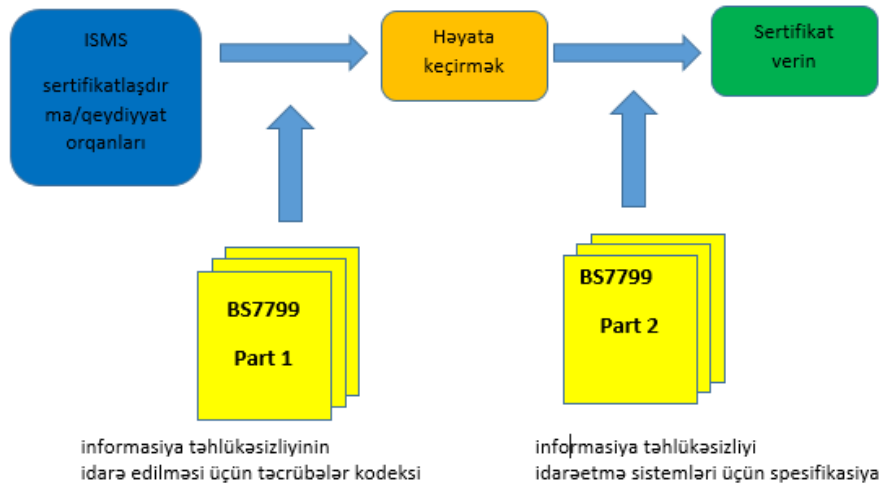 ISMS
sertifikatlaşdır
ma/qeydiyyat
orqanları
Həyata
keçirmək
Sertifikat
verin
BS7799
Part 1
BS7799
Part 2
informasiya təhlükəsizliyinin
idarə edilməsi üçün təcrübələr kodeksi
informasiya təhlükəsizliyi
idarəetmə sistemləri üçün spesifikasiya